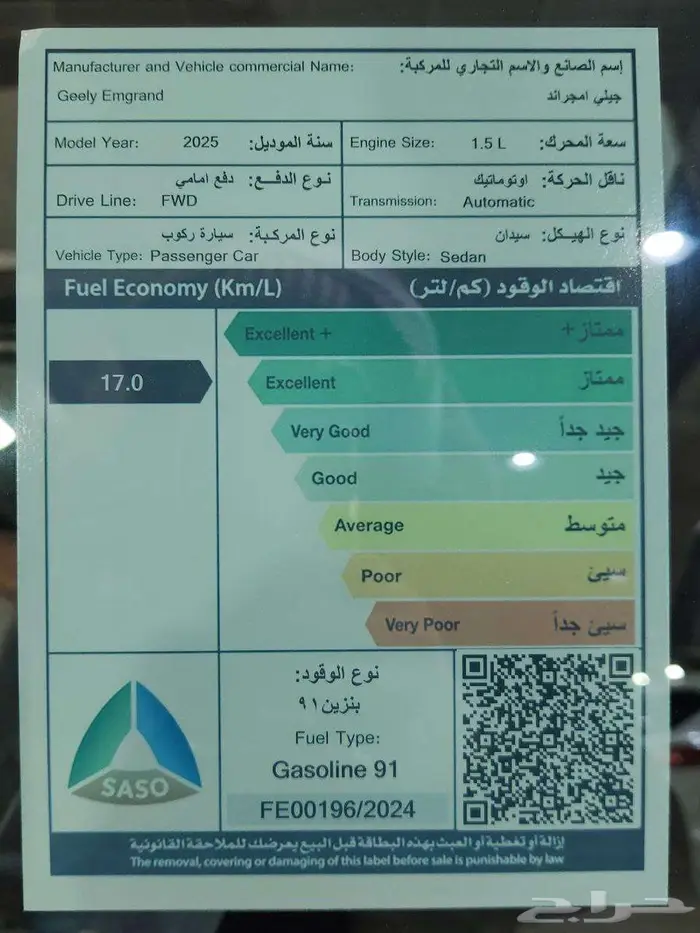 Manufacturer and Vehicle commercial Name: إسم الصانع والاسم التجاري للمركبة:
Geely Emgrand جيلي امجراند
Model Year: 2025 سنة الموديل:
Engine Size: 1.5 L سعة المحرك:
نوع الدفع: دفع امامي
Drive Line: FWD
ناقل الحركة: اوتوماتيك
Transmission: Automatic
نوع المركبة: سيارة ركوب
Vehicle Type: Passenger Car
نوع الهيكل: سيدان
Body Style: Sedan
Fuel Economy (Km/L) اقتصاد الوقود (كم/لتر)
Excellent + ممتاز+
17.0
Excellent ممتاز
Very Good جيد جداً
Good جيد
Average متوسط
Poor سيئ
Very Poor سيئ جداً
SASO
نوع الوقود:
بنزين ٩١
Fuel Type:
Gasoline 91
FE00196/2024
إزالة أو تغطية أو العبث بهذه البطاقة قبل البيع يعرضك للملاحقة القانونية
The removal, covering or damaging of this label before sale is punishable by law
حراج